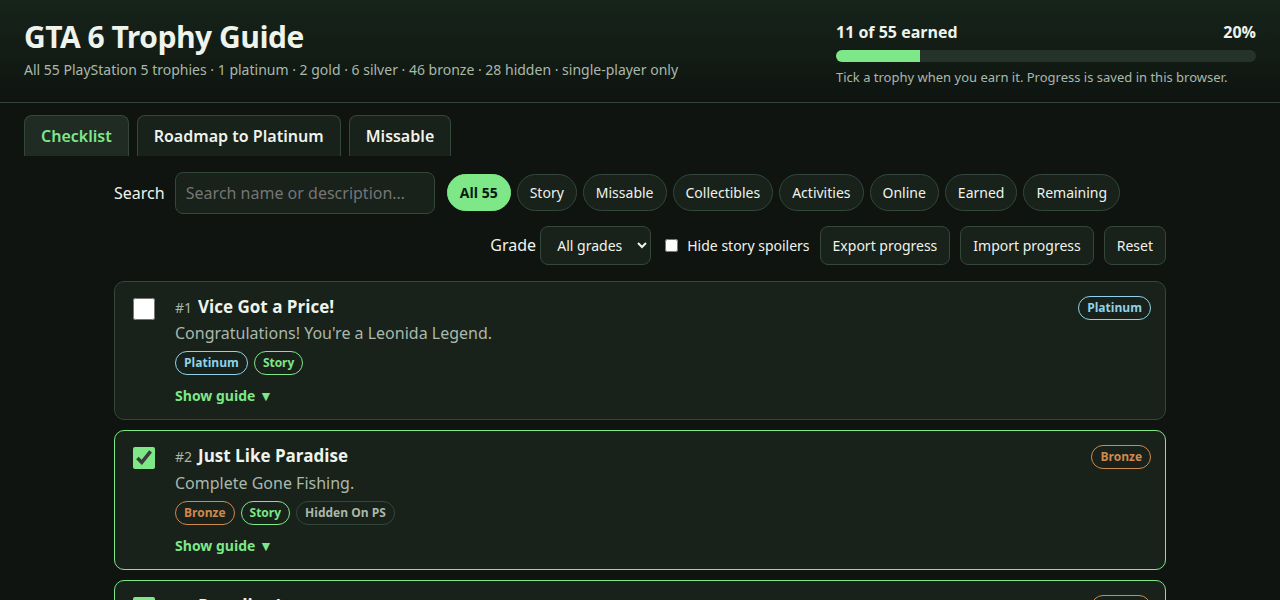 GTA 6 Trophy Guide
All 55 PlayStation 5 trophies · 1 platinum · 2 gold · 6 silver · 46 bronze · 28 hidden · single-player only
11 of 55 earned 20%
Tick a trophy when you earn it. Progress is saved in this browser.
Checklist Roadmap to Platinum Missable
Search Search name or description... All 55 Story Missable Collectibles Activities Online Earned Remaining
Grade All grades Hide story spoilers Export progress Import progress Reset
#1 Vice Got a Price! Platinum
Congratulations! You're a Leonida Legend.
Platinum Story
Show guide ▼
#2 Just Like Paradise Bronze
Complete Gone Fishing.
Bronze Story Hidden On PS
Show guide ▼